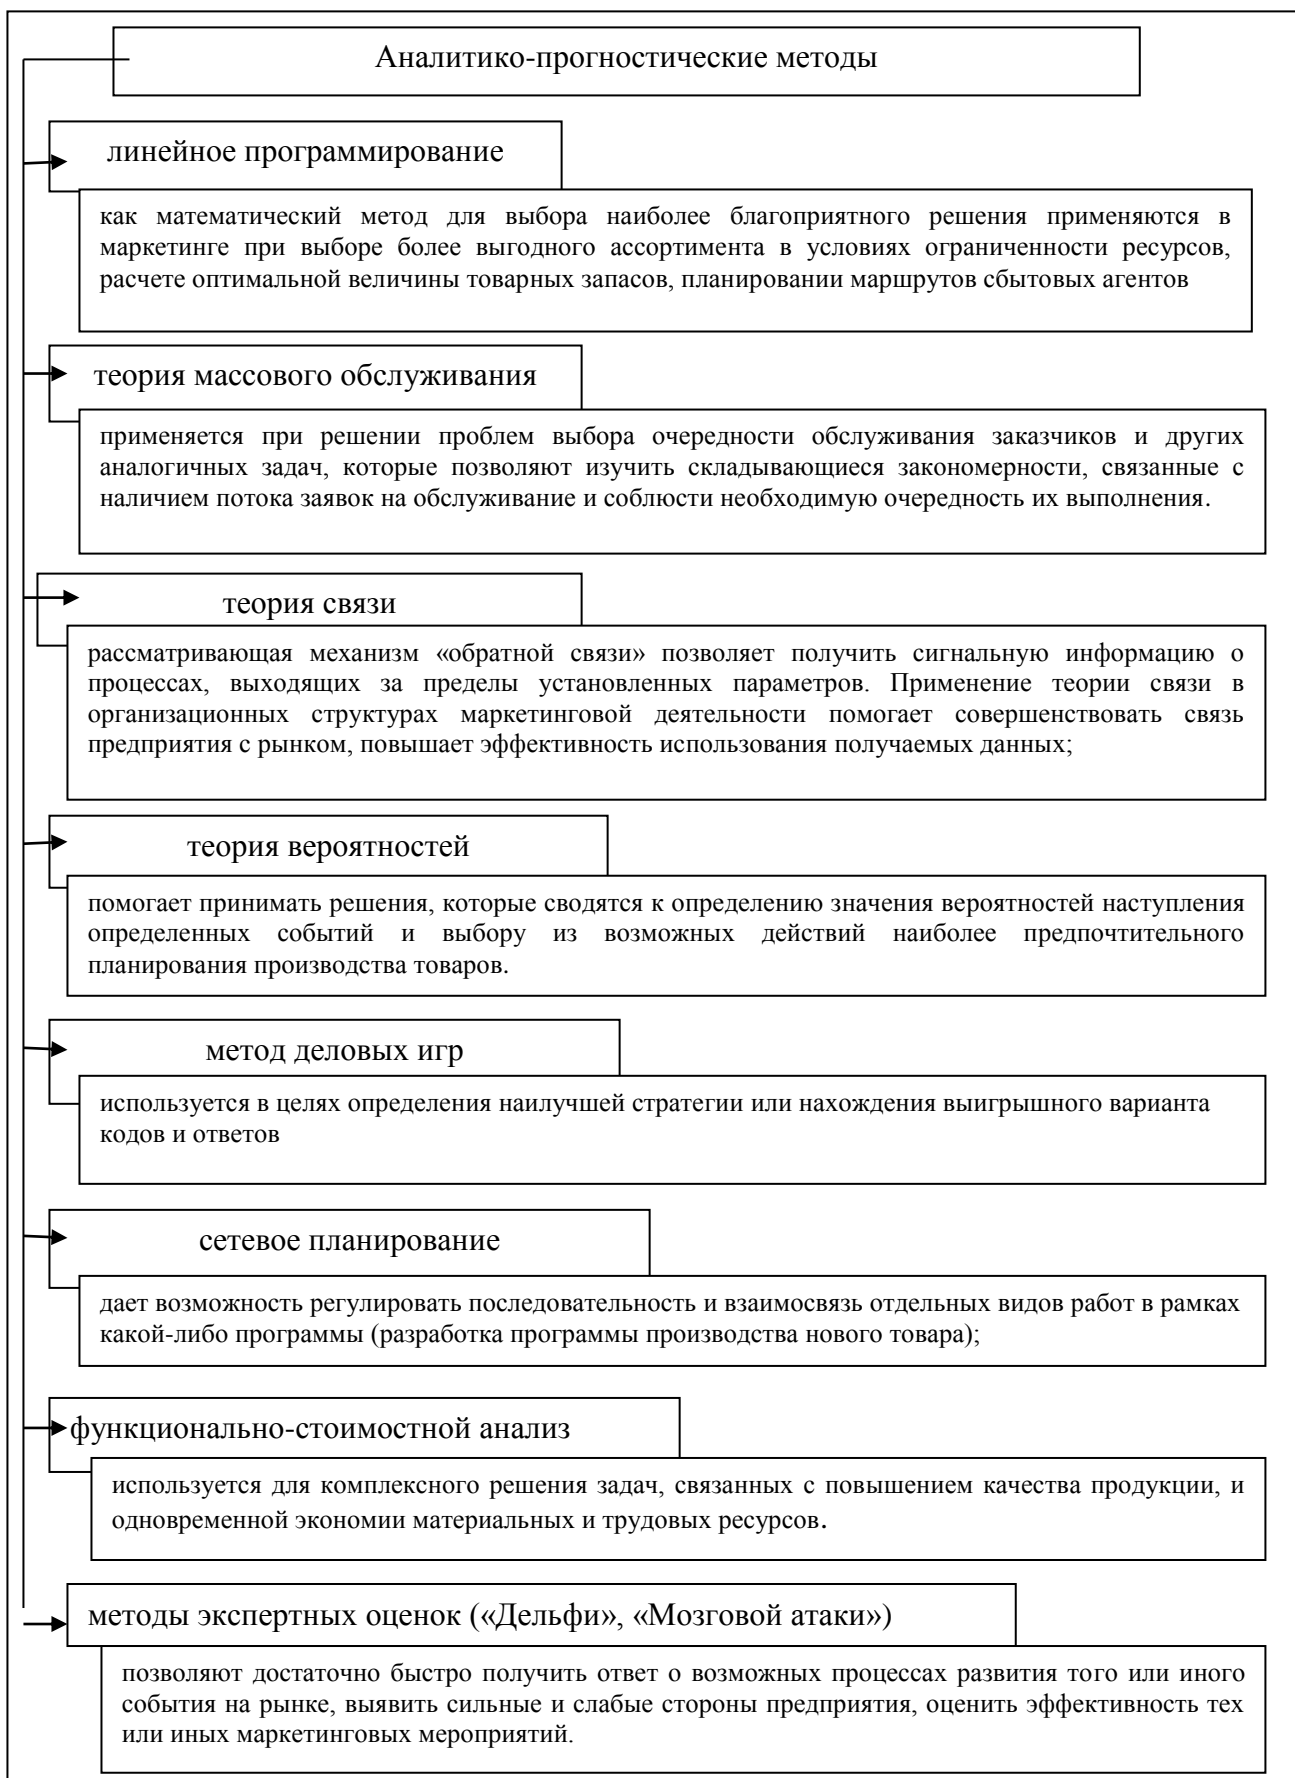 Аналитико-прогностические методы
линейное программирование
как математический метод для выбора наиболее благоприятного решения применяются в
маркетинге при выборе более выгодного ассортимента в условиях ограниченности ресурсов,
расчете оптимальной величины товарных запасов, планировании маршрутов сбытовых агентов
теория массового обслуживания
применяется при решении проблем выбора очередности обслуживания заказчиков и других
аналогичных задач, которые позволяют изучить складывающиеся закономерности, связанные с
наличием потока заявок на обслуживание и соблюсти необходимую очередность их выполнения.
теория связи
рассматривающая механизм «обратной связи» позволяет получить сигнальную информацию о
процессах, выходящих за пределы установленных параметров. Применение теории связи в
организационных структурах маркетинговой деятельности помогает совершенствовать связь
предприятия с рынком, повышает эффективность использования получаемых данных;
теория вероятностей
помогает принимать решения, которые сводятся к определению значения вероятностей наступления
определенных событий и выбору из возможных действий наиболее предпочтительного
планирования производства товаров.
метод деловых игр
используется в целях определения наилучшей стратегии или нахождения выигрышного варианта
кодов и ответов
сетевое планирование
дает возможность регулировать последовательность и взаимосвязь отдельных видов работ в рамках
какой-либо программы (разработка программы производства нового товара);
функционально-стоимостной анализ
используется для комплексного решения задач, связанных с повышением качества продукции, и
одновременной экономии материальных и трудовых ресурсов.
методы экспертных оценок («Дельфи», «Мозговой атаки»)
позволяют достаточно быстро получить ответ о возможных процессах развития того или иного
события на рынке, выявить сильные и слабые стороны предприятия, оценить эффективность тех
или иных маркетинговых мероприятий.